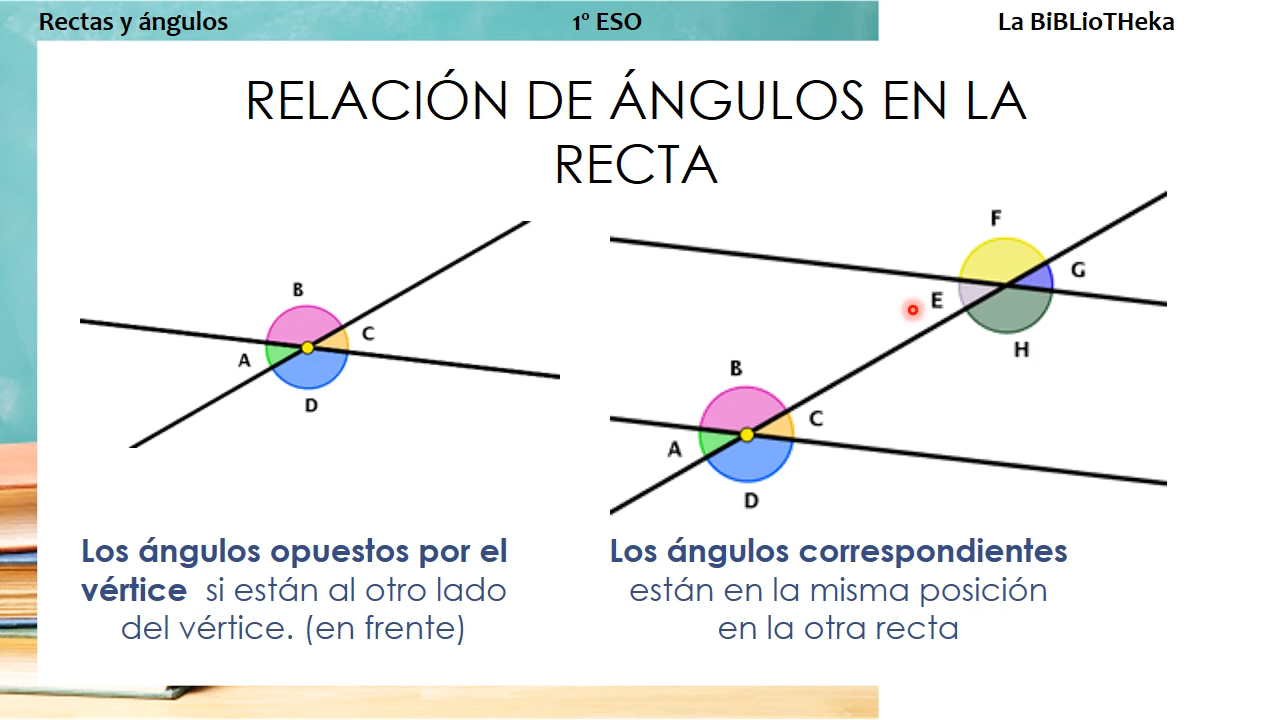 Rectas y ángulos 1º ESO La BiBLioTHeka
RELACIÓN DE ÁNGULOS EN LA
RECTA
B
C
A
D
F
G
E
H
B
C
A
D
Los ángulos opuestos por el
vértice si están al otro lado
del vértice. (en frente)
Los ángulos correspondientes
están en la misma posición
en la otra recta